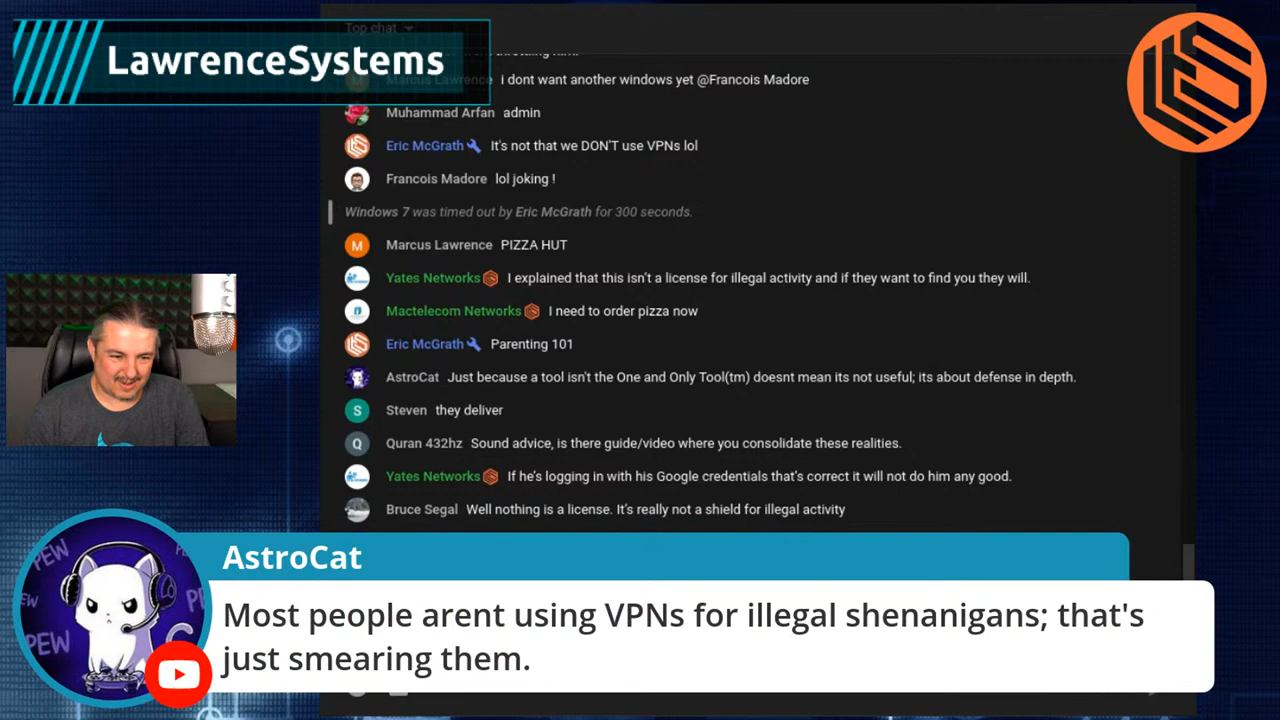 LawrenceSystems
Top chat
Marcus Lawrence i dont want another windows yet @Francois Madore
Muhammad Arfan admin
Eric McGrath It's not that we DON'T use VPNs lol
Francois Madore lol joking !
Windows 7 was timed out by Eric McGrath for 300 seconds.
M Marcus Lawrence PIZZA HUT
Yates Networks I explained that this isn't a license for illegal activity and if they want to find you they will.
Mactelecom Networks I need to order pizza now
Eric McGrath Parenting 101
AstroCat Just because a tool isn't the One and Only Tool(tm) doesnt mean its not useful; its about defense in depth.
S Steven they deliver
Q Quran 432hz Sound advice, is there guide/video where you consolidate these realities.
Yates Networks If he's logging in with his Google credentials that's correct it will not do him any good.
Bruce Segal Well nothing is a license. It's really not a shield for illegal activity
PEW
PEW
AstroCat
Most people arent using VPNs for illegal shenanigans; that's
just smearing them.